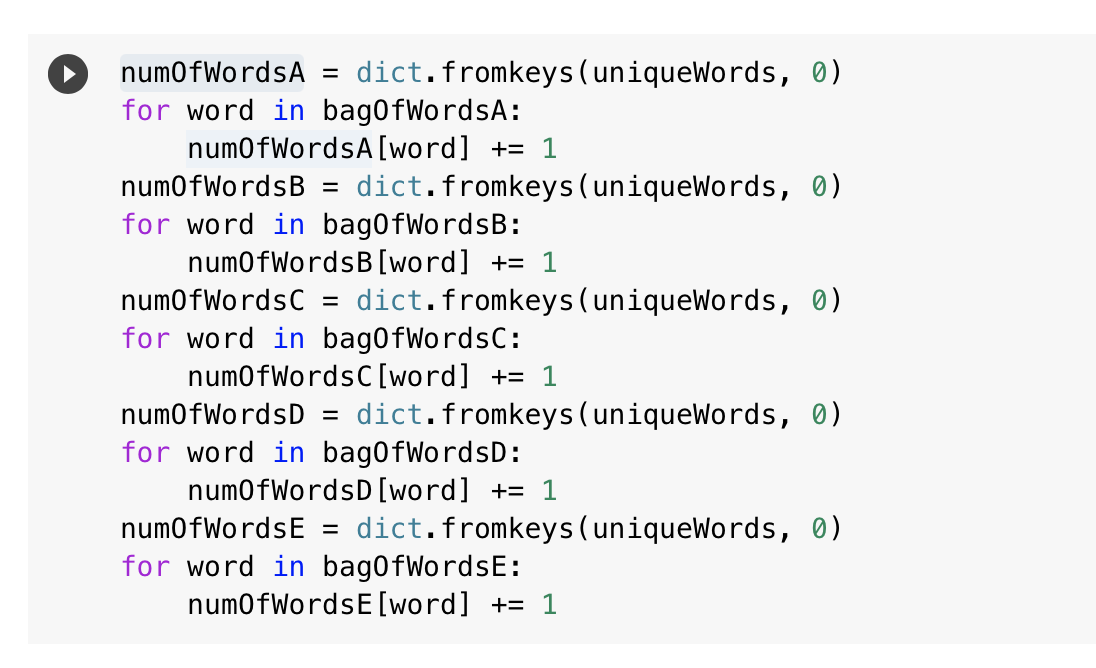 numOfWordsA = dict.fromkeys(uniqueWords, 0)
for word in bagOfWordsA:
    numOfWordsA[word] += 1
numOfWordsB = dict.fromkeys(uniqueWords, 0)
for word in bagOfWordsB:
    numOfWordsB[word] += 1
numOfWordsC = dict.fromkeys(uniqueWords, 0)
for word in bagOfWordsC:
    numOfWordsC[word] += 1
numOfWordsD = dict.fromkeys(uniqueWords, 0)
for word in bagOfWordsD:
    numOfWordsD[word] += 1
numOfWordsE = dict.fromkeys(uniqueWords, 0)
for word in bagOfWordsE:
    numOfWordsE[word] += 1